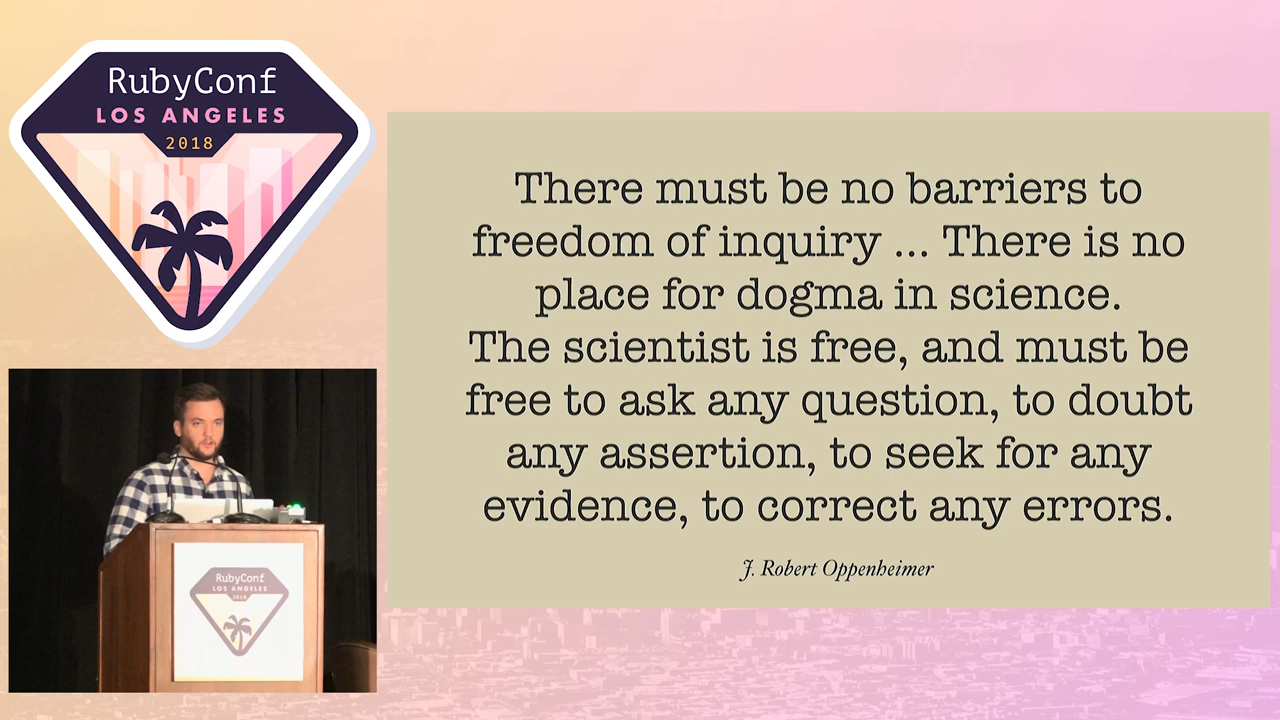 RubyConf
LOS ANGELES
2018
There must be no barriers to
freedom of inquiry ... There is no
place for dogma in science.
The scientist is free, and must be
free to ask any question, to doubt
any assertion, to seek for any
evidence, to correct any errors.
J. Robert Oppenheimer
RubyConf
LOS ANGELES
2018